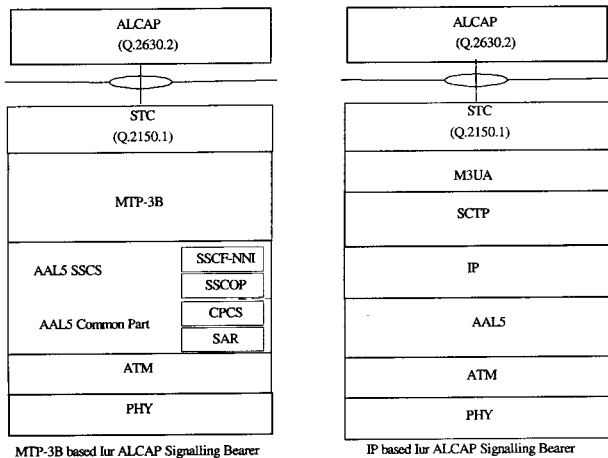 ALCAP
(Q.2630.2)
STC
(Q.2150.1)
MTP-3B
AAL5 SSCS
SSCF-NNI
SSCOP
AAL5 Common Part
CPCS
SAR
ATM
PHY
MTP-3B based Iur ALCAP Signalling Bearer
ALCAP
(Q.2630.2)
STC
(Q.2150.1)
M3UA
SCTP
IP
AAL5
ATM
PHY
IP based Iur ALCAP Signalling Bearer